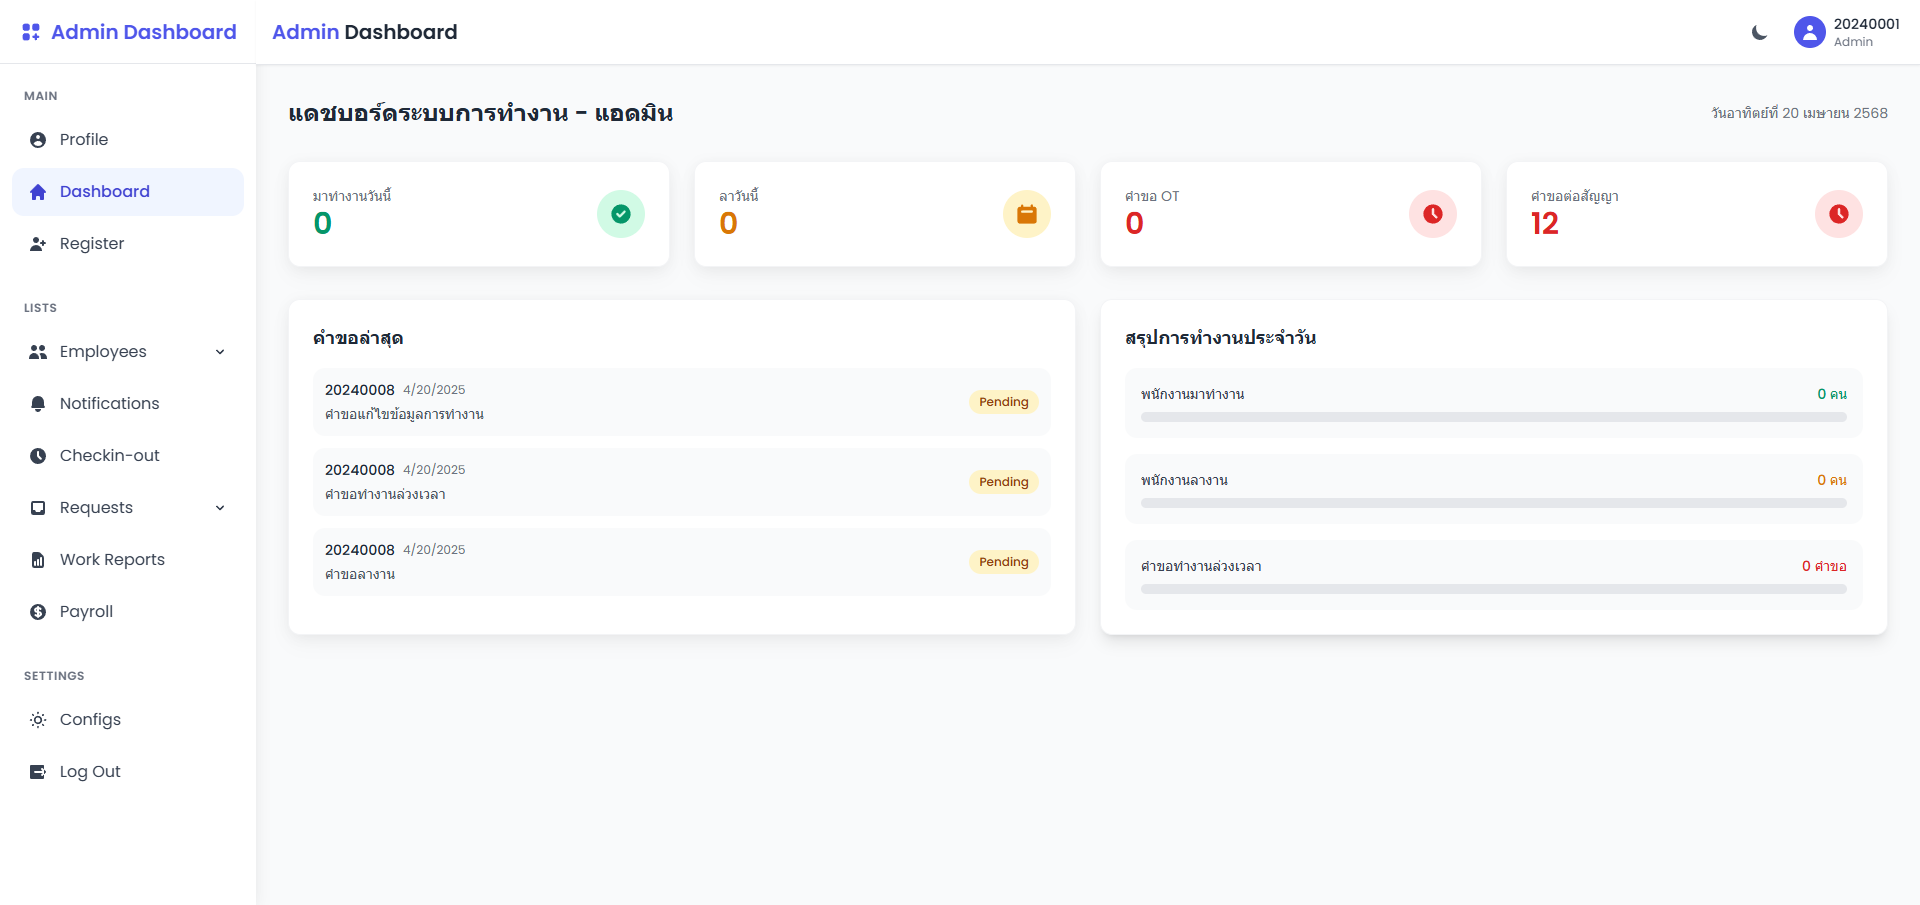 Admin Dashboard
Admin Dashboard
20240001
Admin
MAIN
Profile
Dashboard
Register
LISTS
Employees
Notifications
Checkin-out
Requests
Work Reports
Payroll
SETTINGS
Configs
Log Out
แดชบอร์ดระบบการทำงาน - แอดมิน
วันอาทิตย์ที่ 20 เมษายน 2568
มาทำงานวันนี้
0
ลาวันนี้
0
คำขอ OT
0
คำขอต่อสัญญา
12
คำขอล่าสุด
20240008 4/20/2025
คำขอแก้ไขข้อมูลการทำงาน
Pending
20240008 4/20/2025
คำขอทำงานล่วงเวลา
Pending
20240008 4/20/2025
คำขอลางาน
Pending
สรุปการทำงานประจำวัน
พนักงานมาทำงาน 0 คน
พนักงานลางาน 0 คน
คำขอทำงานล่วงเวลา 0 คำขอ